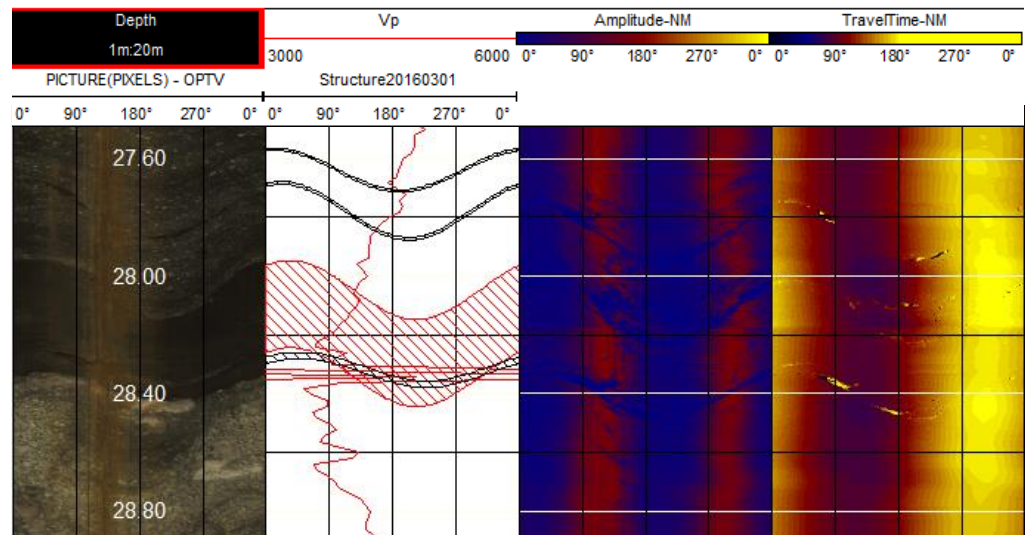 Depth
1m:20m
Vp
3000 6000
Amplitude-NM
0° 90° 180° 270° 0°
TravelTime-NM
0° 90° 180° 270° 0°
PICTURE(PIXELS) - OPTV
0° 90° 180° 270° 0°
Structure20160301
0° 90° 180° 270° 0°
27.60
28.00
28.40
28.80